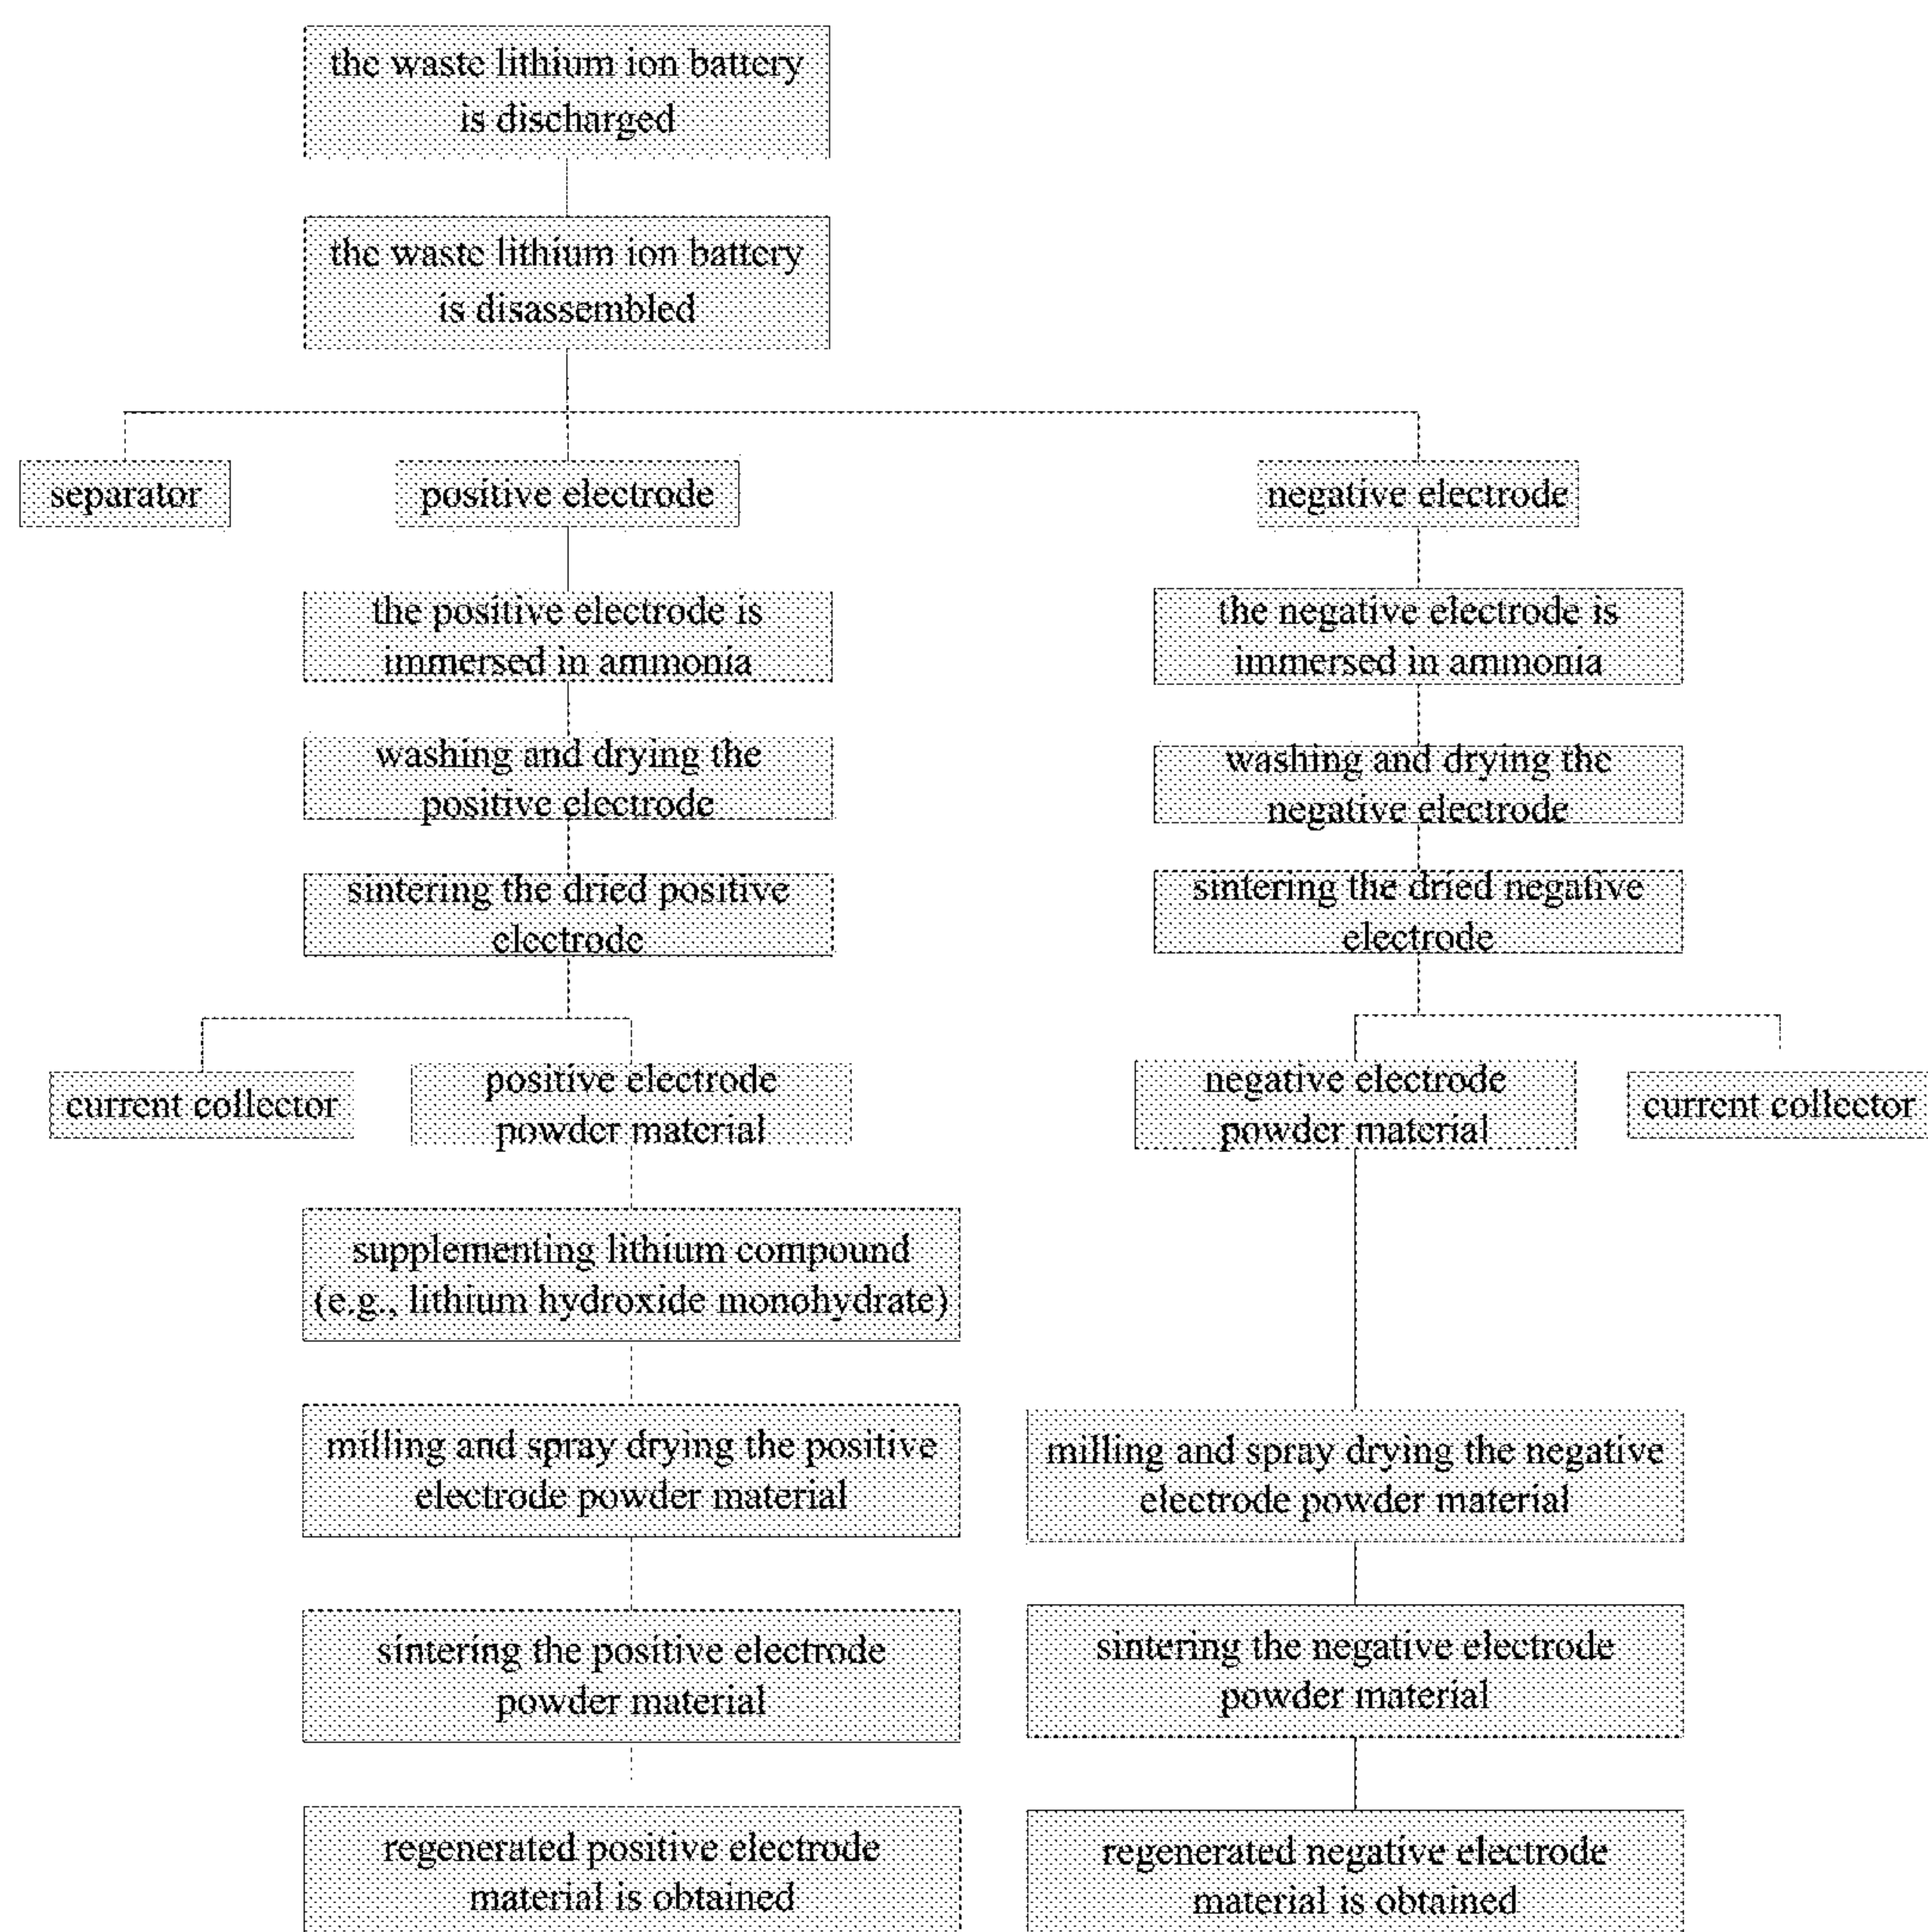 the waste lithium ion battery
is discharged
the waste lithium ion battery
is disassembled
separator
positive electrode
negative electrode
the positive electrode is
immersed in ammonia
the negative electrode is
immersed in ammonia
washing and drying the
positive electrode
washing and drying the
negative electrode
sintering the dried positive
electrode
sintering the dried negative
electrode
current collector
positive electrode
powder material
negative electrode
powder material
current collector
supplementing lithium compound
(e.g., lithium hydroxide monohydrate)
milling and spray drying the positive
electrode powder material
milling and spray drying the negative
electrode powder material
sintering the positive electrode
powder material
sintering the negative electrode
powder material
regenerated positive electrode
material is obtained
regenerated negative electrode
material is obtained